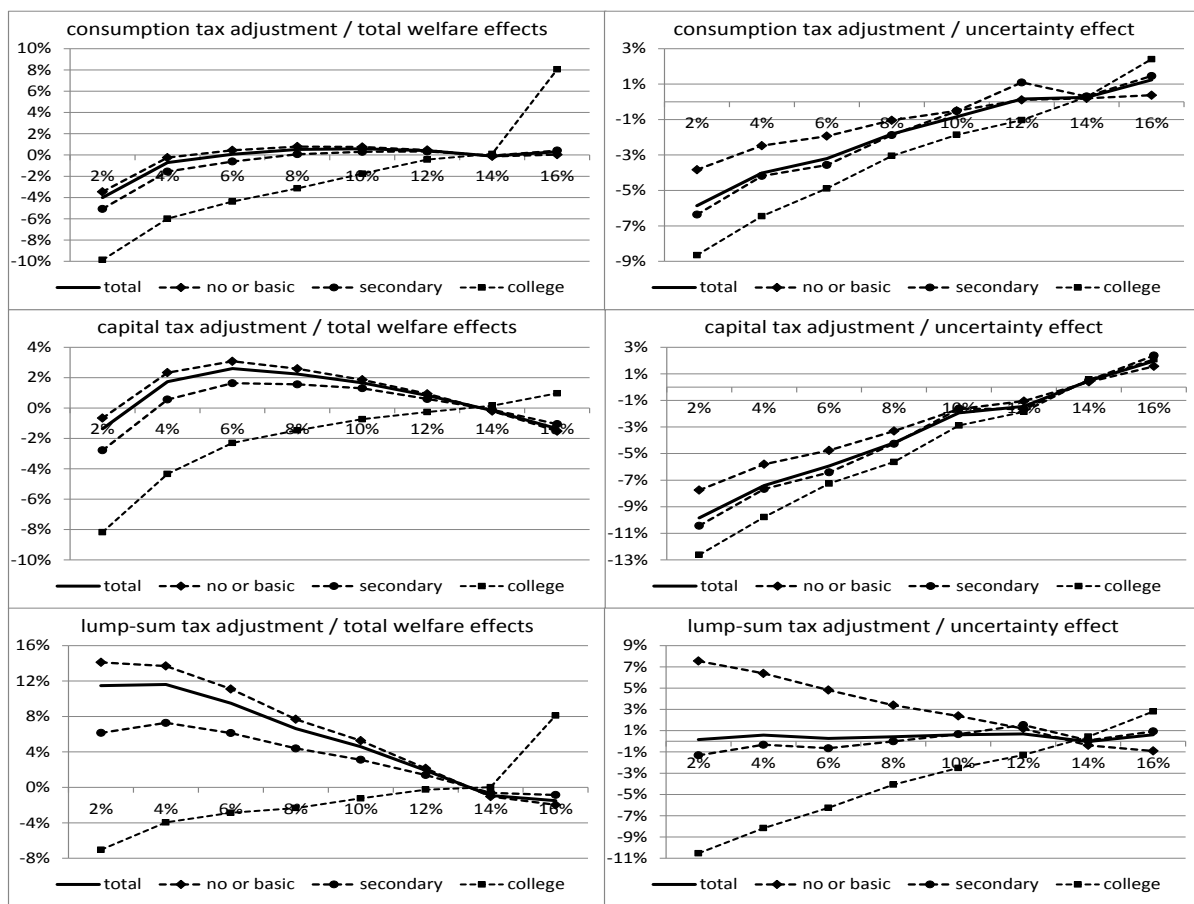 consumption tax adjustment / total welfare effects
10%
8%
6%
4%
2%
0%
-2%
-4%
-6%
-8%
-10%
2% 4% 6% 8% 10% 12% 14% 16%
total no or basic secondary college
consumption tax adjustment / uncertainty effect
3%
1%
-1%
-3%
-5%
-7%
-9%
2% 4% 6% 8% 10% 12% 14% 16%
total no or basic secondary college
capital tax adjustment / total welfare effects
4%
2%
0%
-2%
-4%
-6%
-8%
-10%
2% 4% 6% 8% 10% 12% 14% 16%
total no or basic secondary college
capital tax adjustment / uncertainty effect
3%
1%
-1%
-3%
-5%
-7%
-9%
-11%
-13%
2% 4% 6% 8% 10% 12% 14% 16%
total no or basic secondary college
lump-sum tax adjustment / total welfare effects
16%
12%
8%
4%
0%
-4%
-8%
2% 4% 6% 8% 10% 12% 14% 16%
total no or basic secondary college
lump-sum tax adjustment / uncertainty effect
9%
7%
5%
3%
1%
-1%
-3%
-5%
-7%
-9%
-11%
2% 4% 6% 8% 10% 12% 14% 16%
total no or basic secondary college